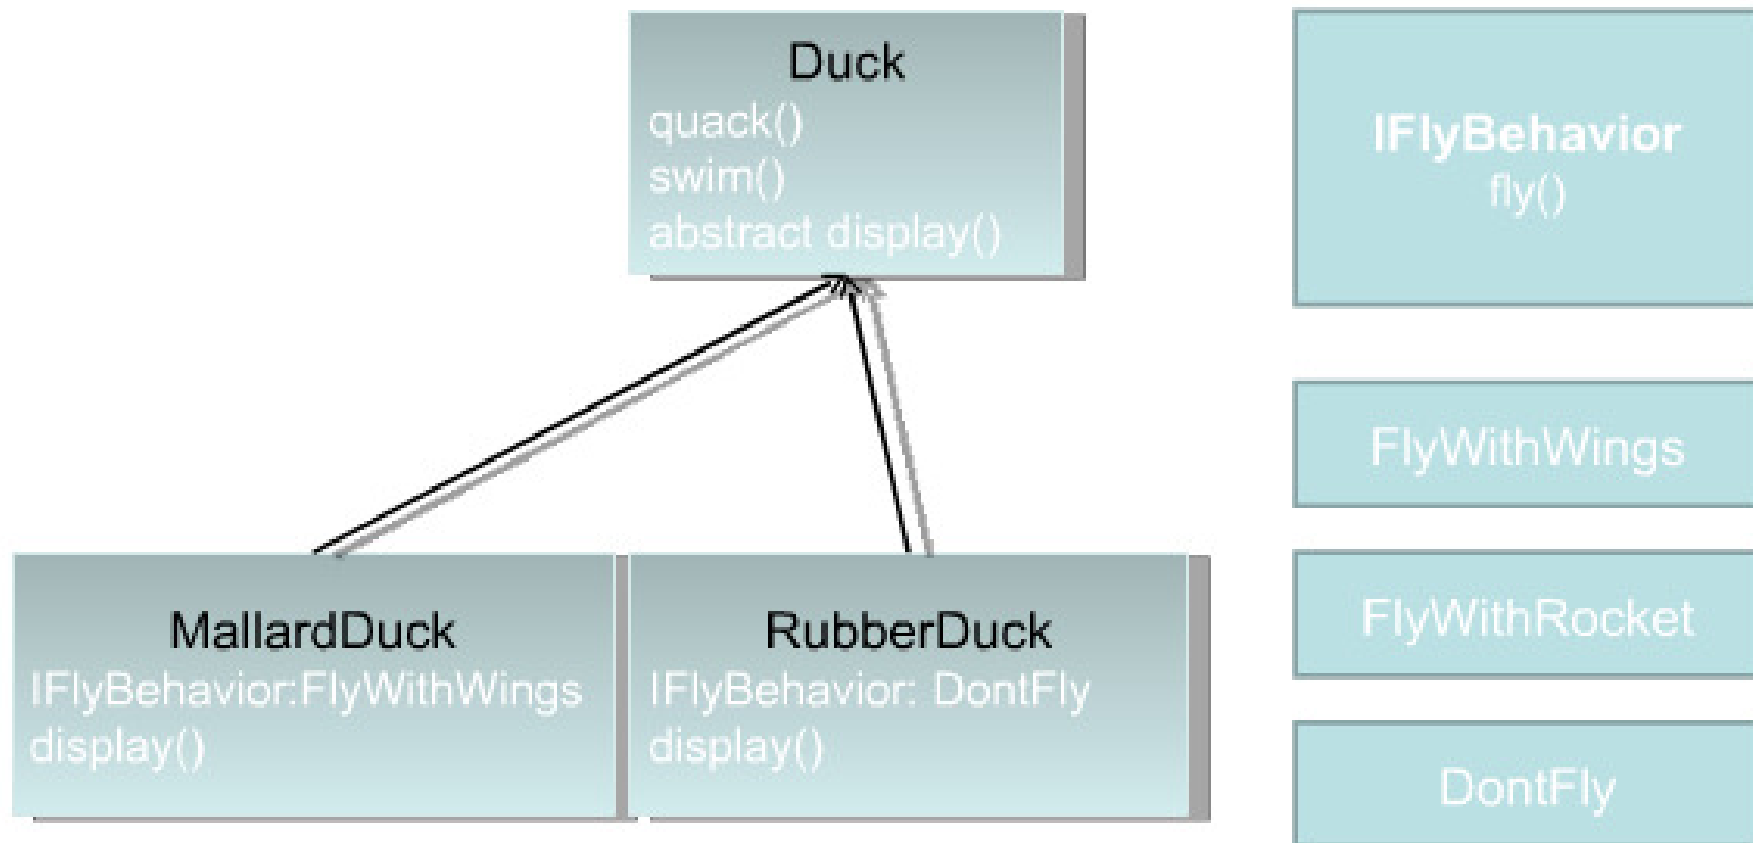 Duck
quack()
swim()
abstract display()
IFlyBehavior
fly()
FlyWithWings
FlyWithRocket
DontFly
MallardDuck
IFlyBehavior:FlyWithWings
display()
RubberDuck
IFlyBehavior: DontFly
display()